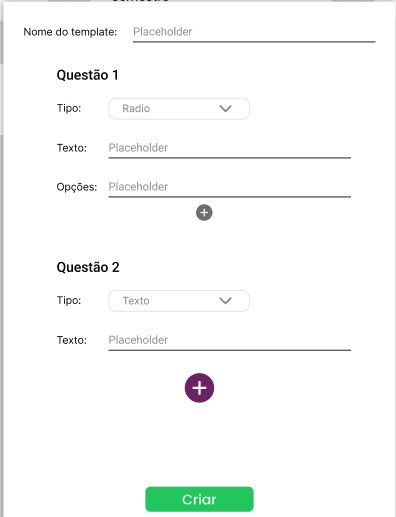 Nome do template: Placeholder
Questão 1
Tipo: Radio
Texto: Placeholder
Opções: Placeholder
+
Questão 2
Tipo: Texto
Texto: Placeholder
+
Criar